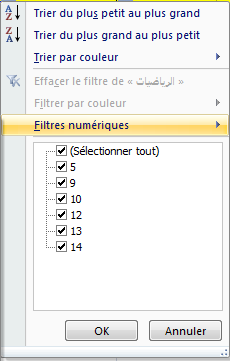 Trier du plus petit au plus grand
Trier du plus grand au plus petit
Trier par couleur
Effacer le filtre de « الرياضيات »
Filtrer par couleur
Filtres numériques
(Sélectionner tout)
5
9
10
12
13
14
OK
Annuler